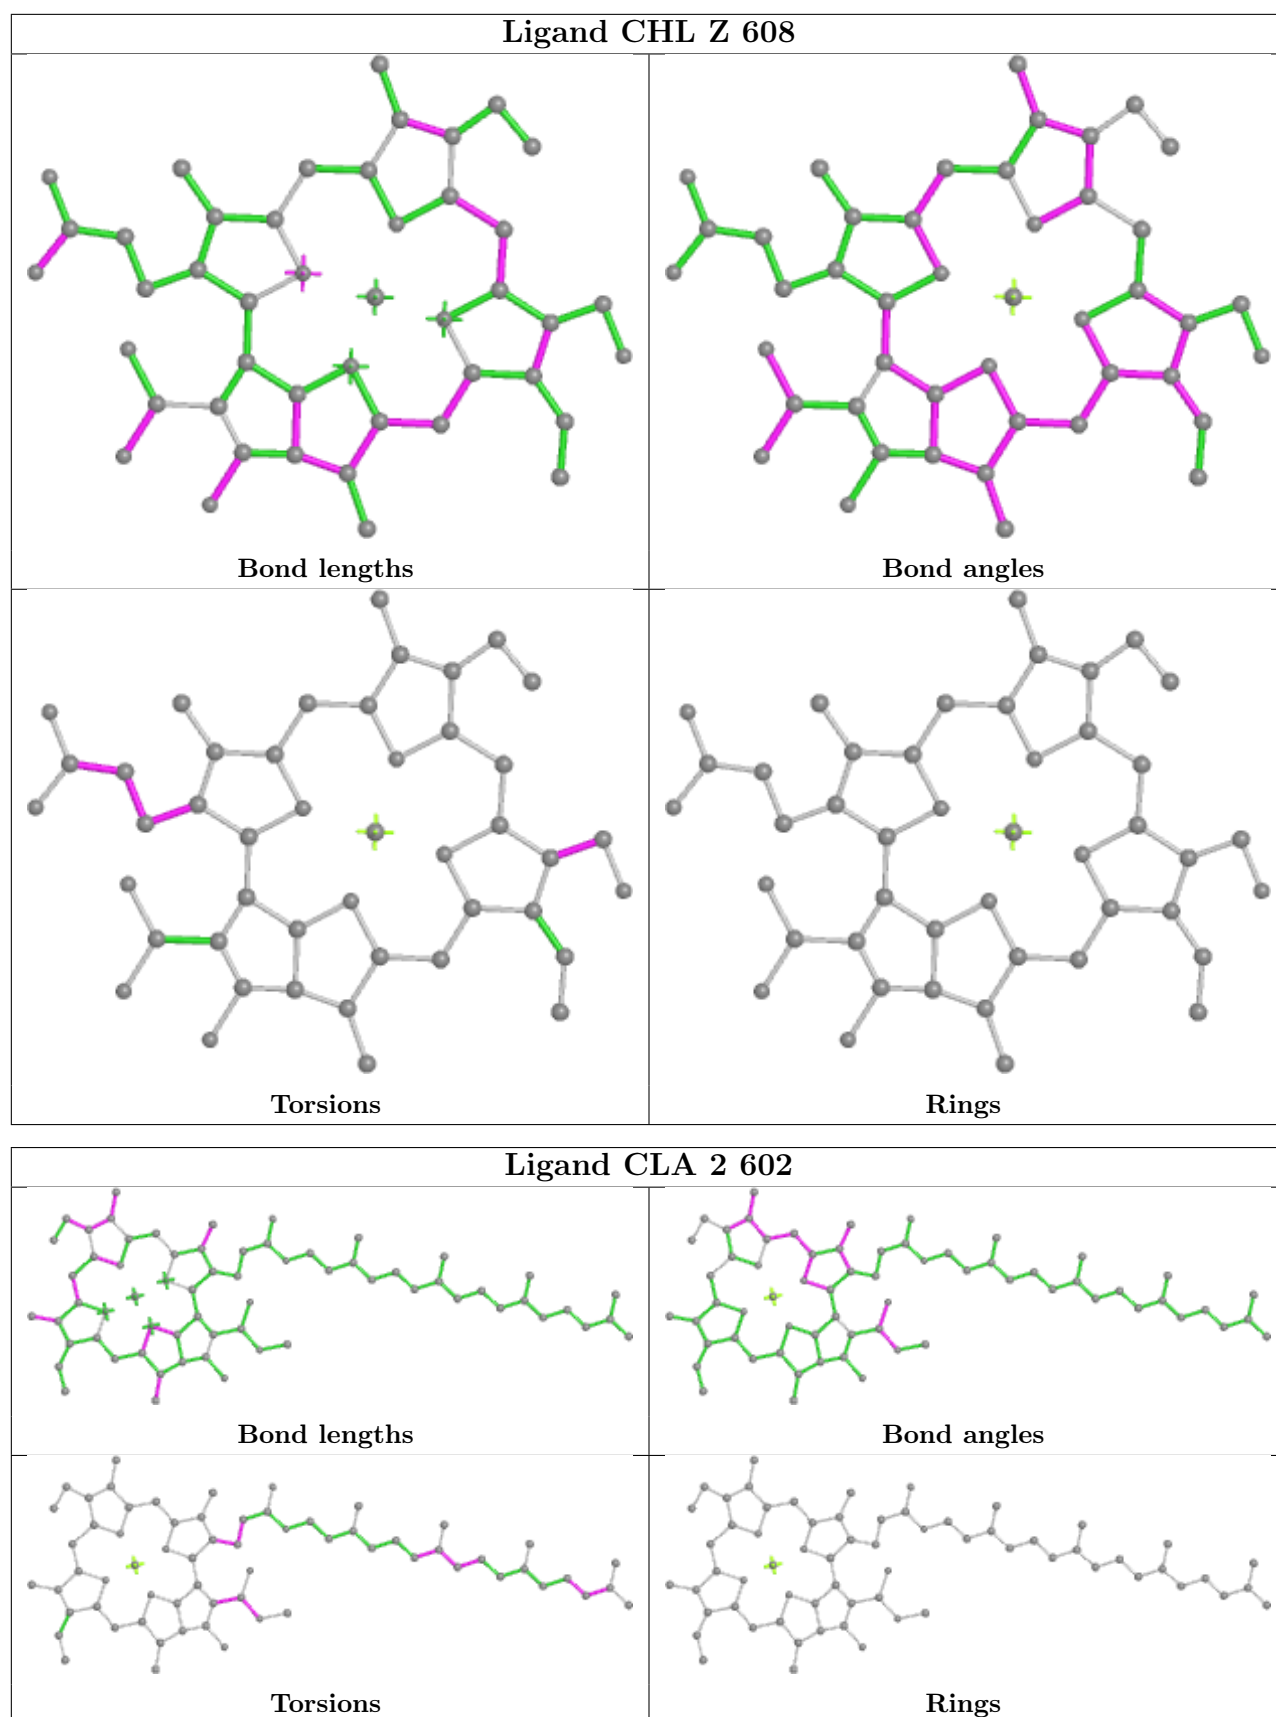 Ligand CHL Z 608
Bond lengths
Bond angles
Torsions
Rings
Ligand CLA 2 602
Bond lengths
Bond angles
Torsions
Rings